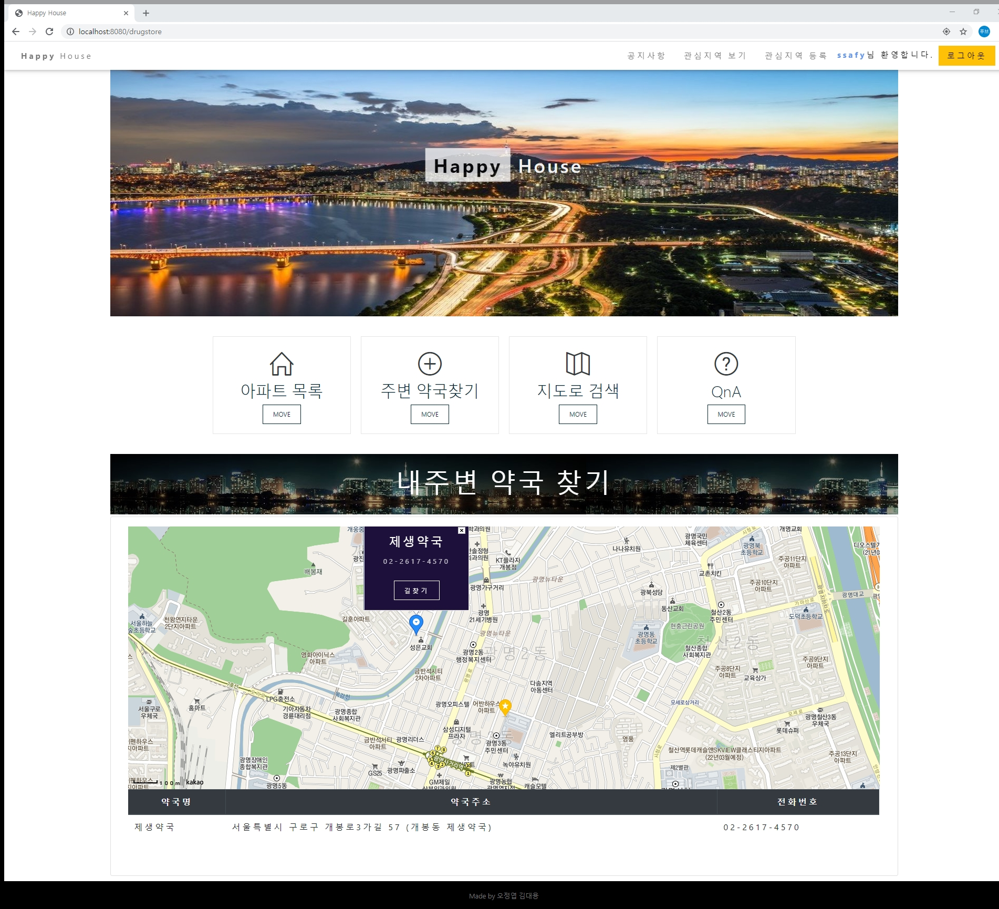 Happy House
localhost:8080/drugstore
푸브
Happy House
공지사항
관심지역 보기
관심지역 등록
ssafy님 환영합니다.
로그아웃
Happy House
아파트 목록
MOVE
주변 약국찾기
MOVE
지도로 검색
MOVE
QnA
MOVE
내주변 약국 찾기
제생약국
02-2617-4570
길찾기
개명교회
광명국민
체육센터
광명북
초등학교
나나유치원
KT플라자
개봉점
주공11단지
아파트
배봉재
교촌치킨
광명뉴타운
광명가구거리
주공10단지
아파트
광북성당
광명대교
가마산로
동산교회
철산2동
주민센터
도덕초등학교
광명
21세기병원
길훈아파트
천왕연지타운
2단지아파트
서울하늘
숲초등학교
현충근린공원
광명뉴타운
광명동
초등학교
철산2동
성은교회
광명2동
행정복지센터
광명2동
철산종합
사회복지관
영화아이닉스
아파트
주공9단지
아파트
금반석시티
2차아파트
주공8단지
아파트
교육상가
다솜지역
아동센터
7호선
목감천
LPG충전소
광명오피스텔
어반하우스
아파트
모세로삼거리
서울구로
우체국
홈마트
기아자동차
경륜대리점
광명종합
사회복지관
모세로
광명철산3동
우체국
롯데슈퍼
삼성디지털
프라자
엘리트공부방
영풍
금반석시티
아파트
광명리더스
광명3동
주민센터
철산역롯데캐슬앤SKVIEW클래스티지아파트
(22년03월예정)
주공13단지
아파트
광명사거리역
녹야유치원
광명장애인
종합복지관
GS25
광명파출소
제2별관
광명5동
GM제일
광명농협
캐슬모텔
100m
kakao
약국명
약국주소
전화번호
제생약국
서울특별시 구로구 개봉로3가길 57 (개봉동 제생약국)
02-2617-4570
Made by 오정엽 김대용